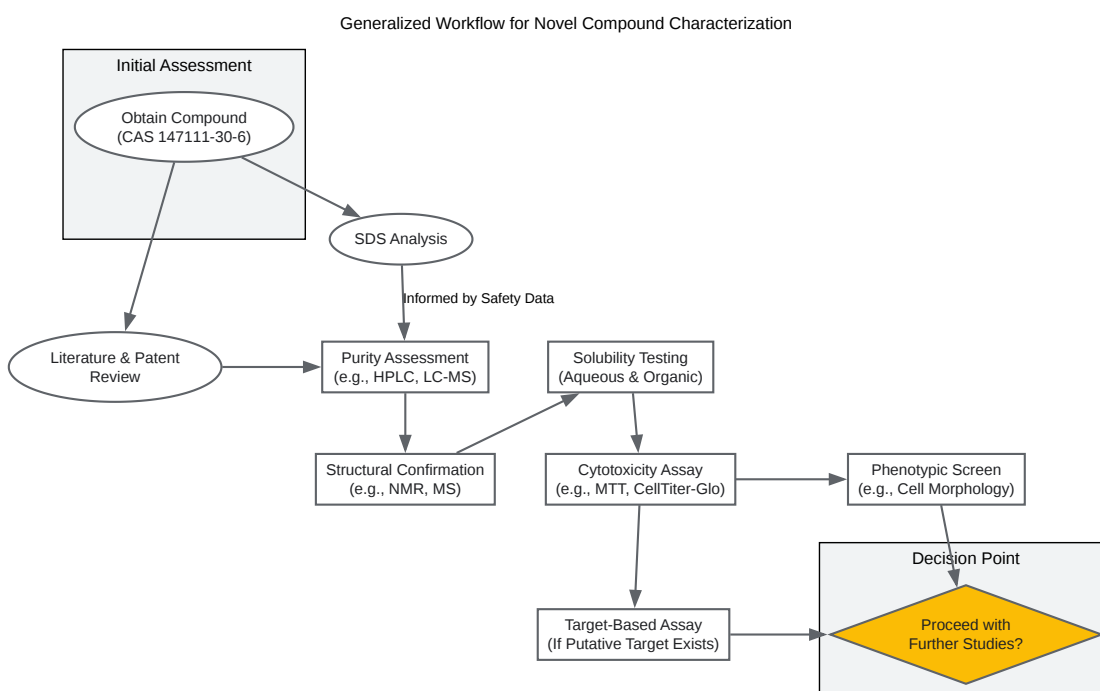 Generalized Workflow for Novel Compound Characterization
Initial Assessment
Obtain Compound
(CAS 147111-30-6)
SDS Analysis
Informed by Safety Data
Literature & Patent
Review
Purity Assessment
(e.g., HPLC, LC-MS)
Solubility Testing
(Aqueous & Organic)
Structural Confirmation
(e.g., NMR, MS)
Cytotoxicity Assay
(e.g., MTT, CellTiter-Glo)
Phenotypic Screen
(e.g., Cell Morphology)
Decision Point
Target-Based Assay
(If Putative Target Exists)
Proceed with
Further Studies?